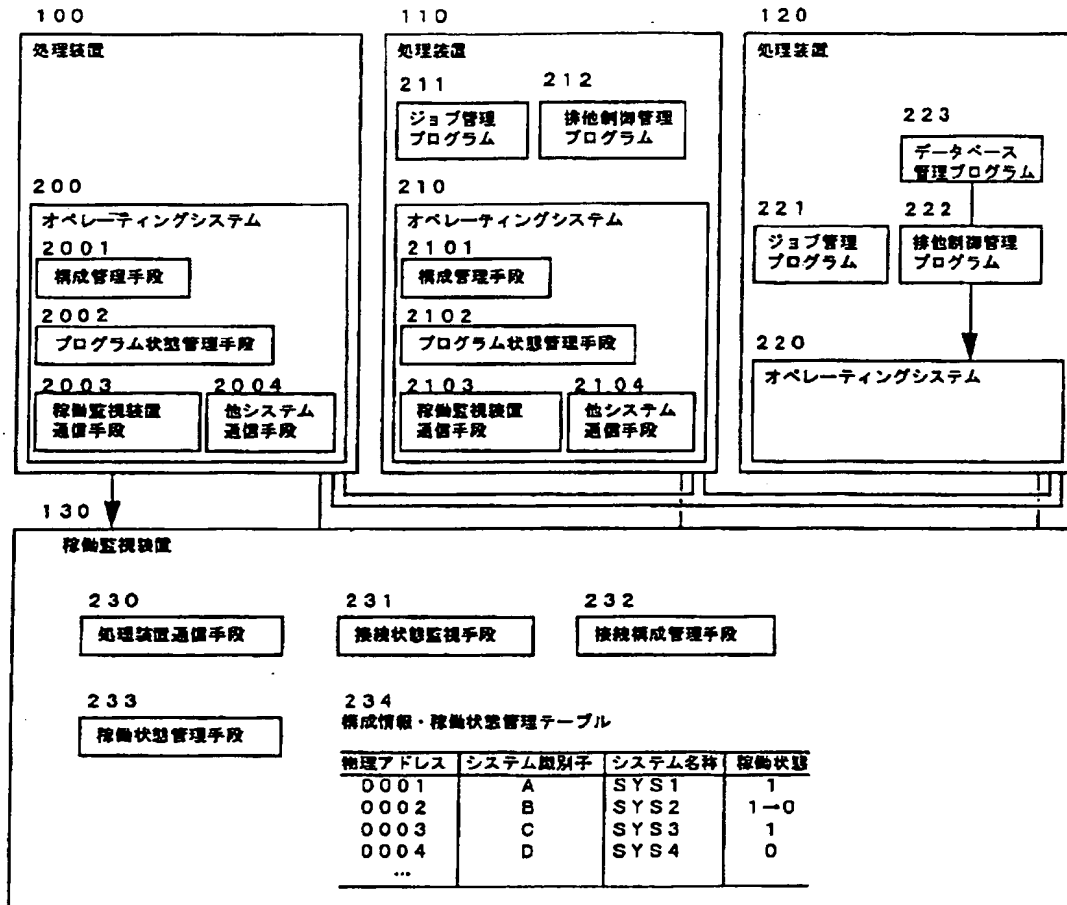 100
処理装置
200
オペレーティングシステム
2001
構成管理手段
2002
プログラム状態管理手段
2003
稼働監視装置
通信手段
2004
他システム
通信手段
110
処理装置
211
ジョブ管理
プログラム
212
排他制御管理
プログラム
210
オペレーティングシステム
2101
構成管理手段
2102
プログラム状態管理手段
2103
稼働監視装置
通信手段
2104
他システム
通信手段
120
処理装置
223
データベース
管理プログラム
221
ジョブ管理
プログラム
222
排他制御管理
プログラム
220
オペレーティングシステム
130
稼働監視装置
230
処理装置通信手段
231
接続状態監視手段
232
接続構成管理手段
233
稼働状態管理手段
234
構成情報・稼働状態管理テーブル
物理アドレス システム識別子 システム名称 稼働状態
0001 A SYS1 1
0002 B SYS2 1→0
0003 C SYS3 1
0004 D SYS4 0
…